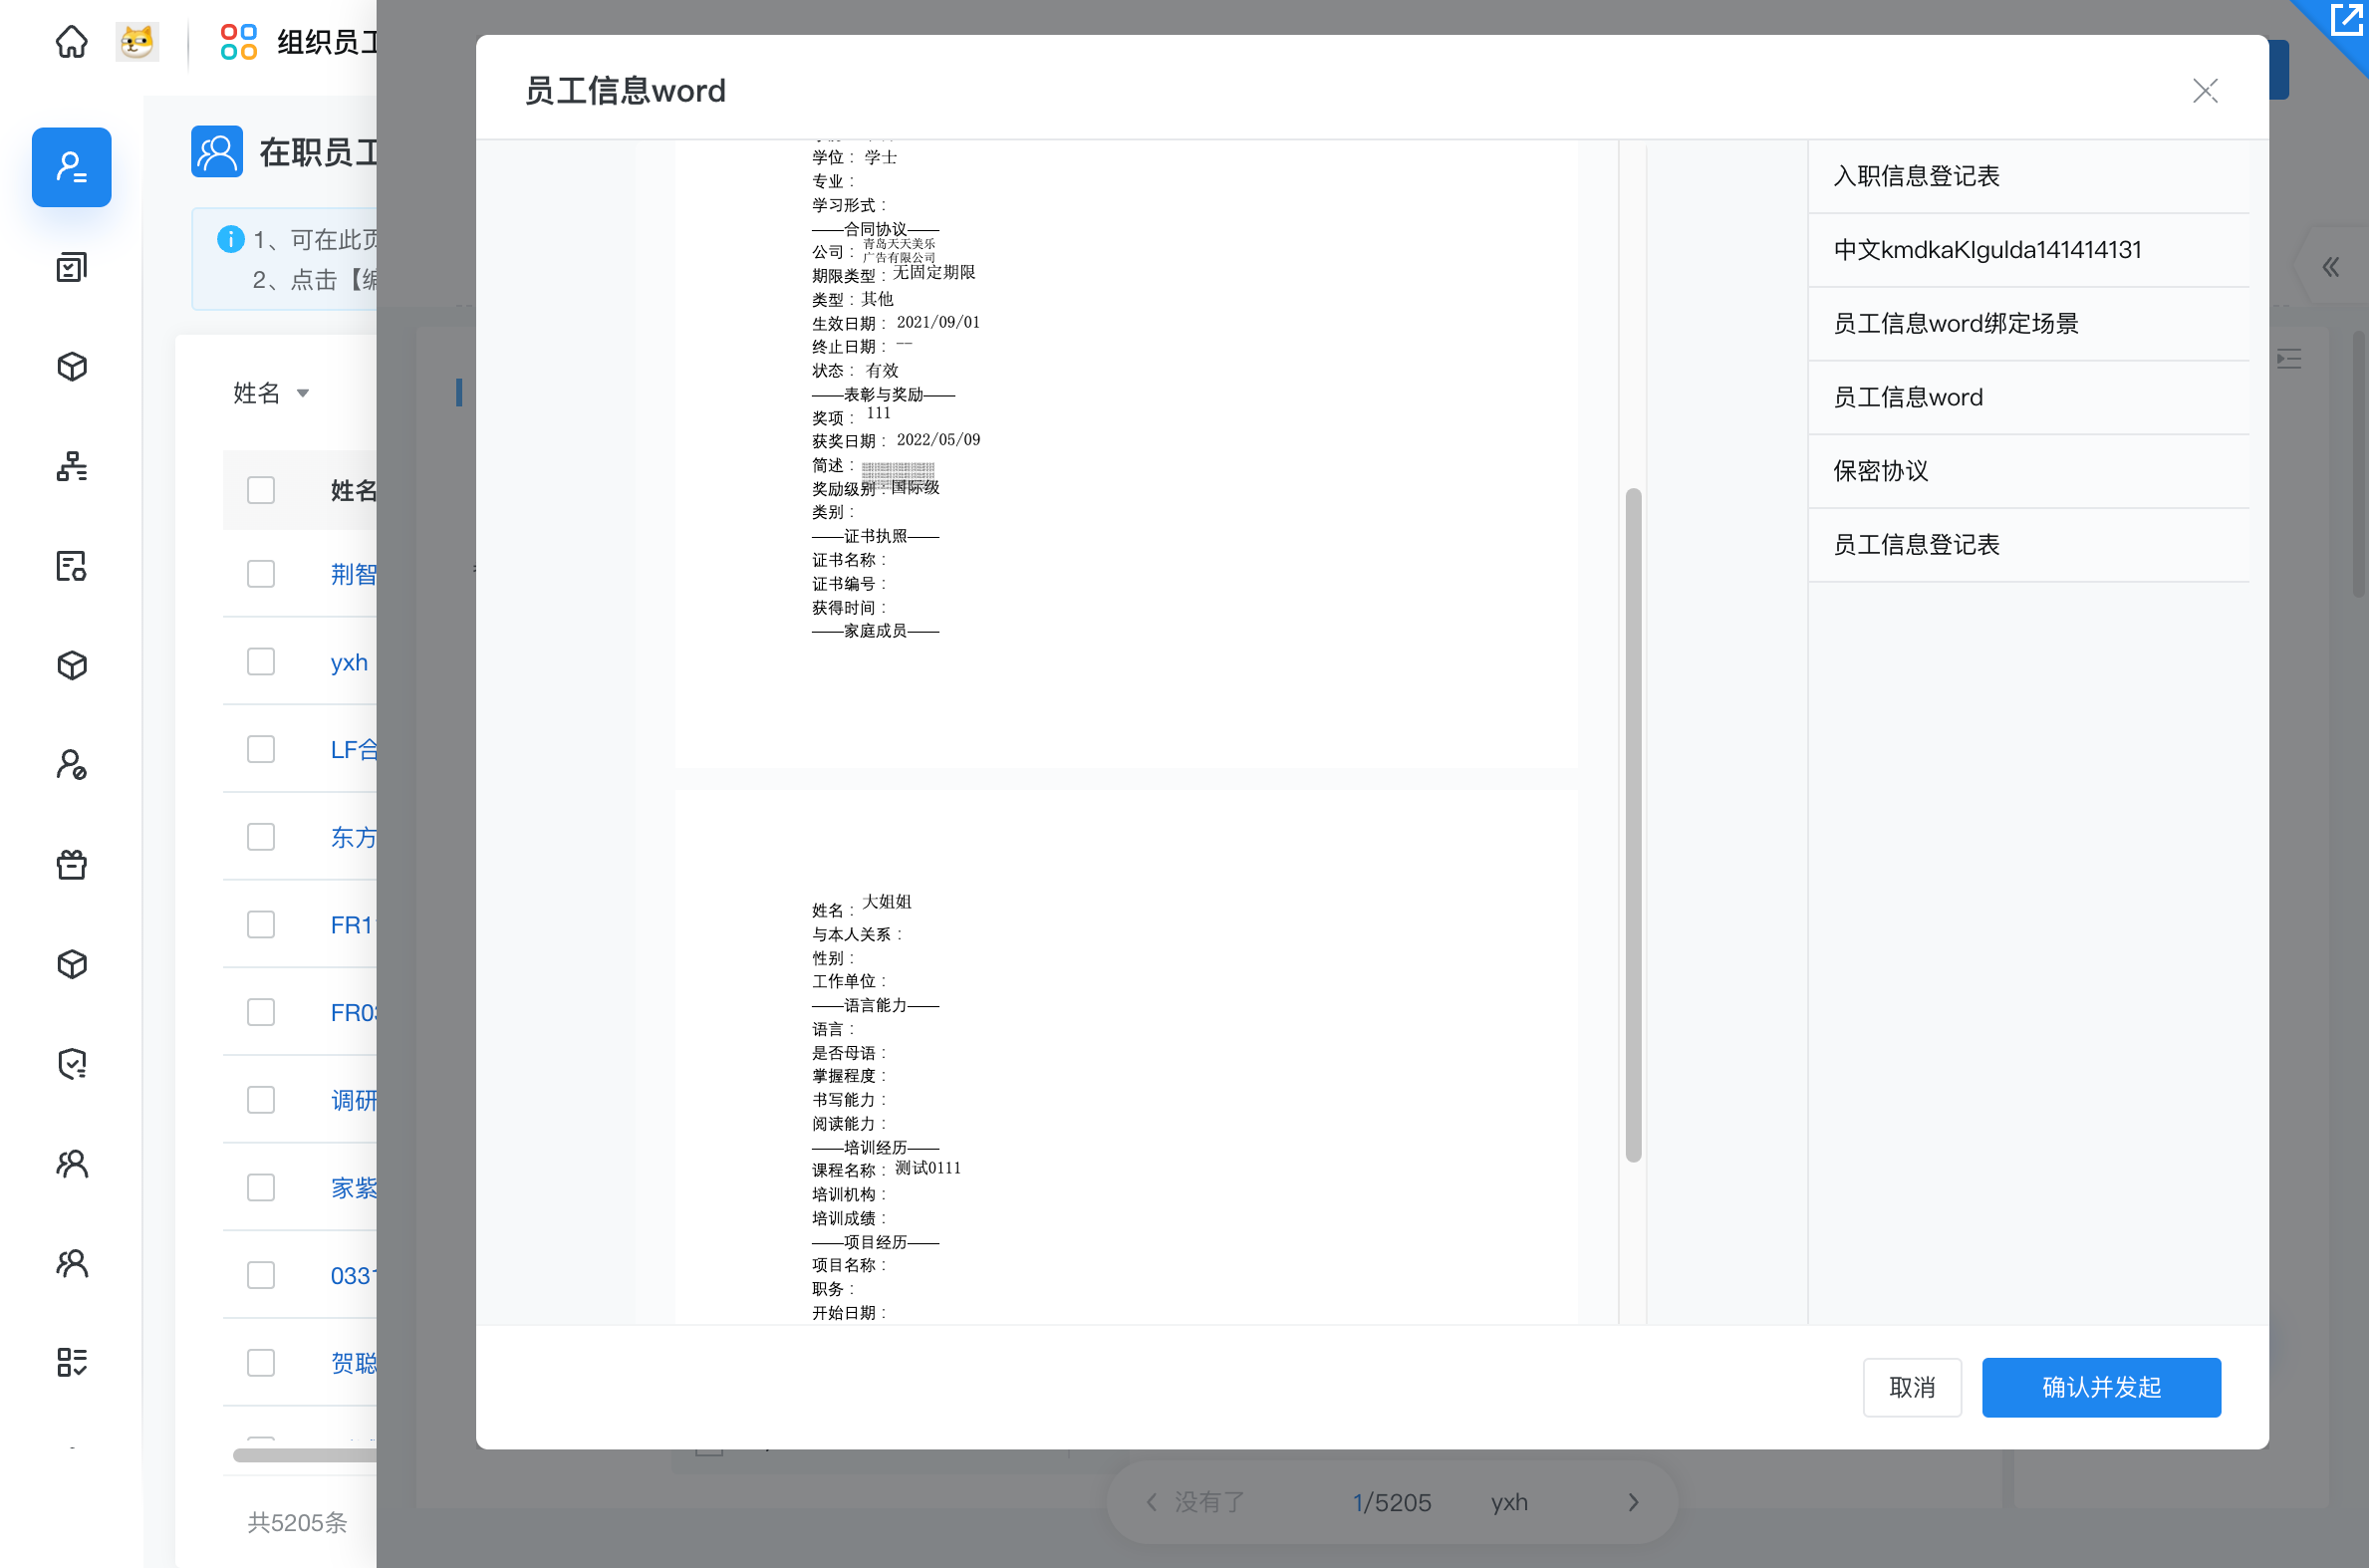 组织员工
在职员工
1、可在此页
2、点击【编
姓名
姓名
荆智
yxh
LF合
东方
FR1
FR03
调研
家紫
0331
贺聪
共5205条
员工信息word
学位： 学士
专业：
学习形式：
——合同协议——
公司： 青岛天天美乐
广告有限公司
期限类型：无固定期限
类型：其他
生效日期： 2021/09/01
终止日期： --
状态： 有效
——表彰与奖励——
奖项： 111
获奖日期： 2022/05/09
简述：
奖励级别：国际级
类别：
——证书执照——
证书名称：
证书编号：
获得时间：
——家庭成员——
姓名： 大姐姐
与本人关系：
性别：
工作单位：
——语言能力——
语言：
是否母语：
掌握程度：
书写能力：
阅读能力：
——培训经历——
课程名称： 测试0111
培训机构：
培训成绩：
——项目经历——
项目名称：
职务：
开始日期：
入职信息登记表
中文kmdkaKlgulda141414131
员工信息word绑定场景
员工信息word
保密协议
员工信息登记表
取消
确认并发起
没有了
1/5205
yxh